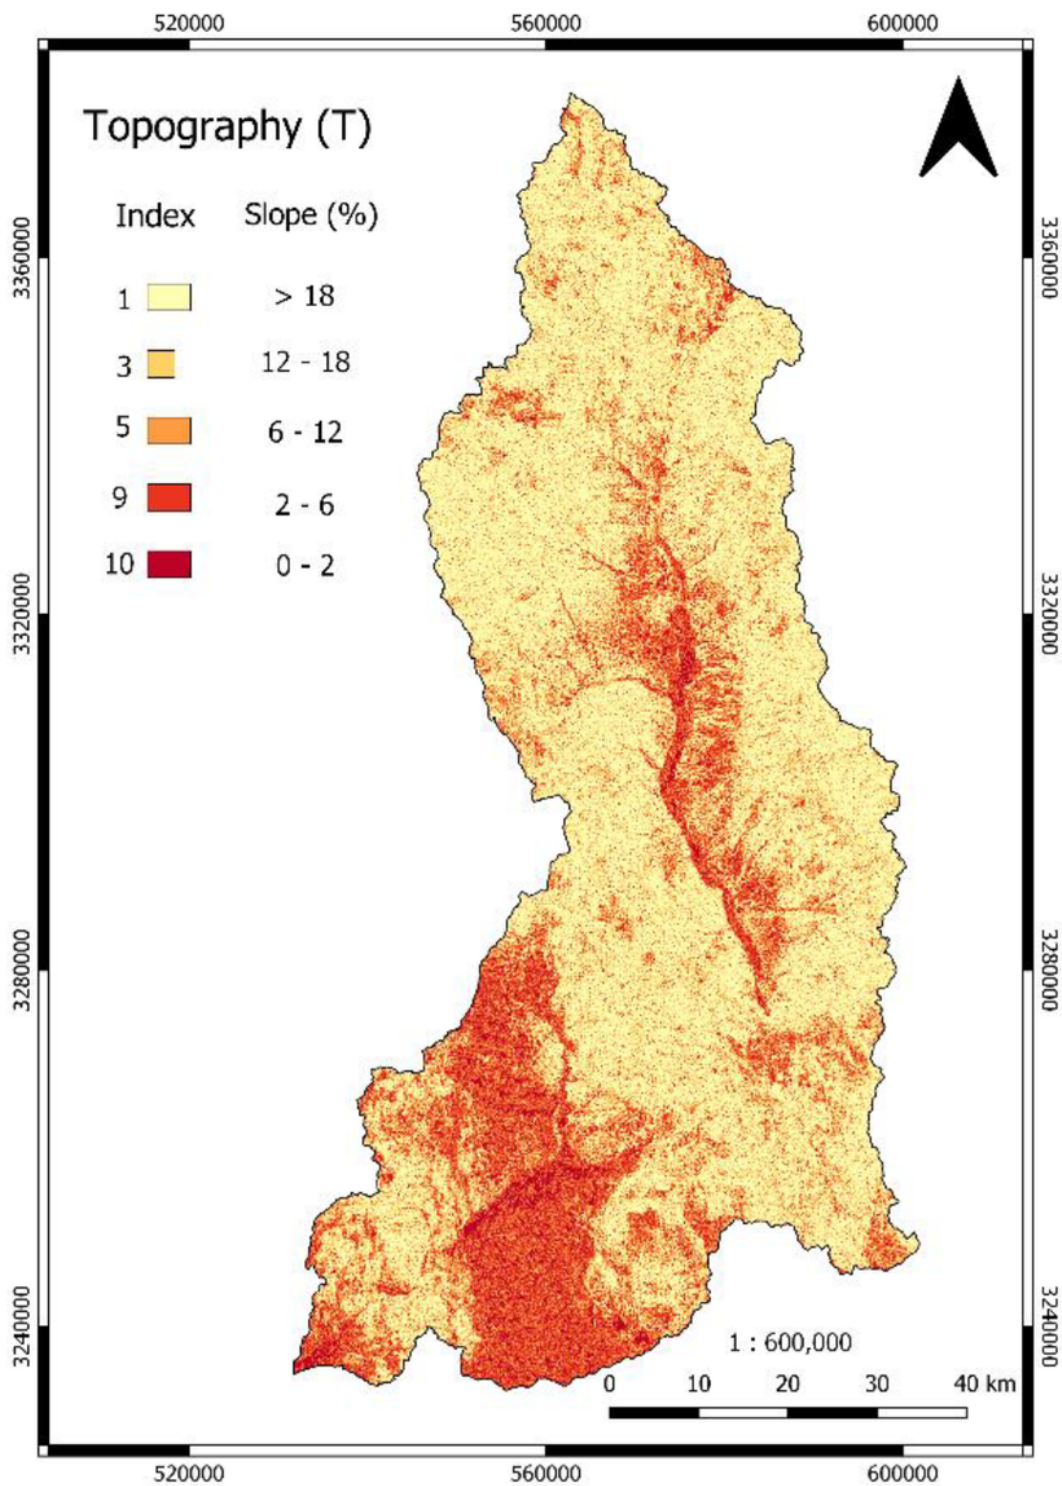 520000 560000 600000
Topography (T)
Index Slope (%)
1 > 18
3 12 - 18
5 6 - 12
9 2 - 6
10 0 - 2
3360000 3360000
3320000 3320000
3280000 3280000
3240000 3240000
1 : 600,000
0 10 20 30 40 km
520000 560000 600000